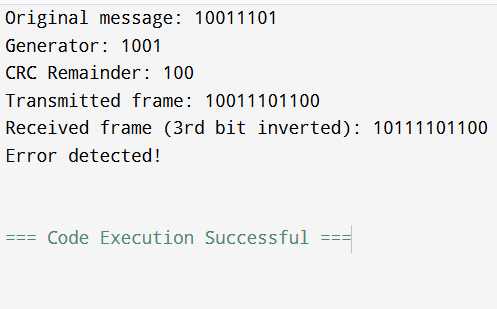 Original message: 10011101
Generator: 1001
CRC Remainder: 100
Transmitted frame: 10011101100
Received frame (3rd bit inverted): 10111101100
Error detected!
=== Code Execution Successful ===